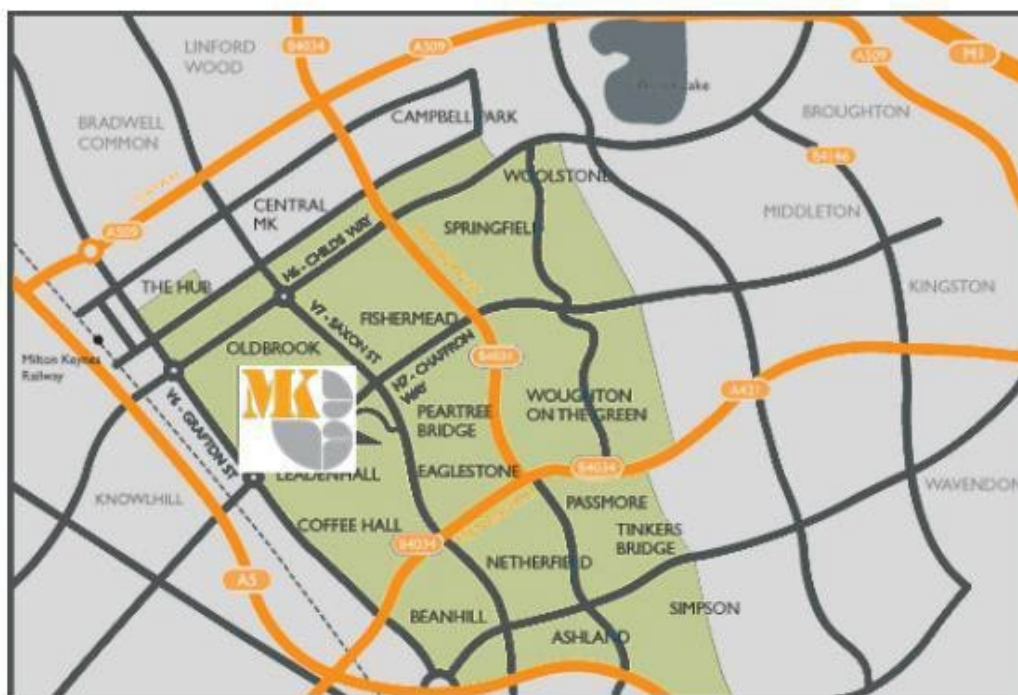 LINFORD
WOOD
B4034
A509
M1
A509
BRADWELL
COMMON
CAMPBELL PARK
BROUGHTON
B4146
WOOLSTONE
CENTRAL
MK
MIDDLETON
A509
SPRINGFIELD
H6 - CHILDS WAY
THE HUB
KINGSTON
V7 - SAXON ST
FISHERMEAD
OLDBROOK
Milton Keynes
Railway
B4034
H7 - CHAFFRON
WAY
A421
MK
WOUGHTON
ON THE GREEN
PEARTREE
BRIDGE
V6 - GRAFTON ST
LEADENHALL
EAGLESTONE
B4034
WAVENDON
KNOWLHILL
PASSMORE
COFFEE HALL
TINKERS
BRIDGE
B4034
NETHERFIELD
A5
BEANHILL
SIMPSON
ASHLAND